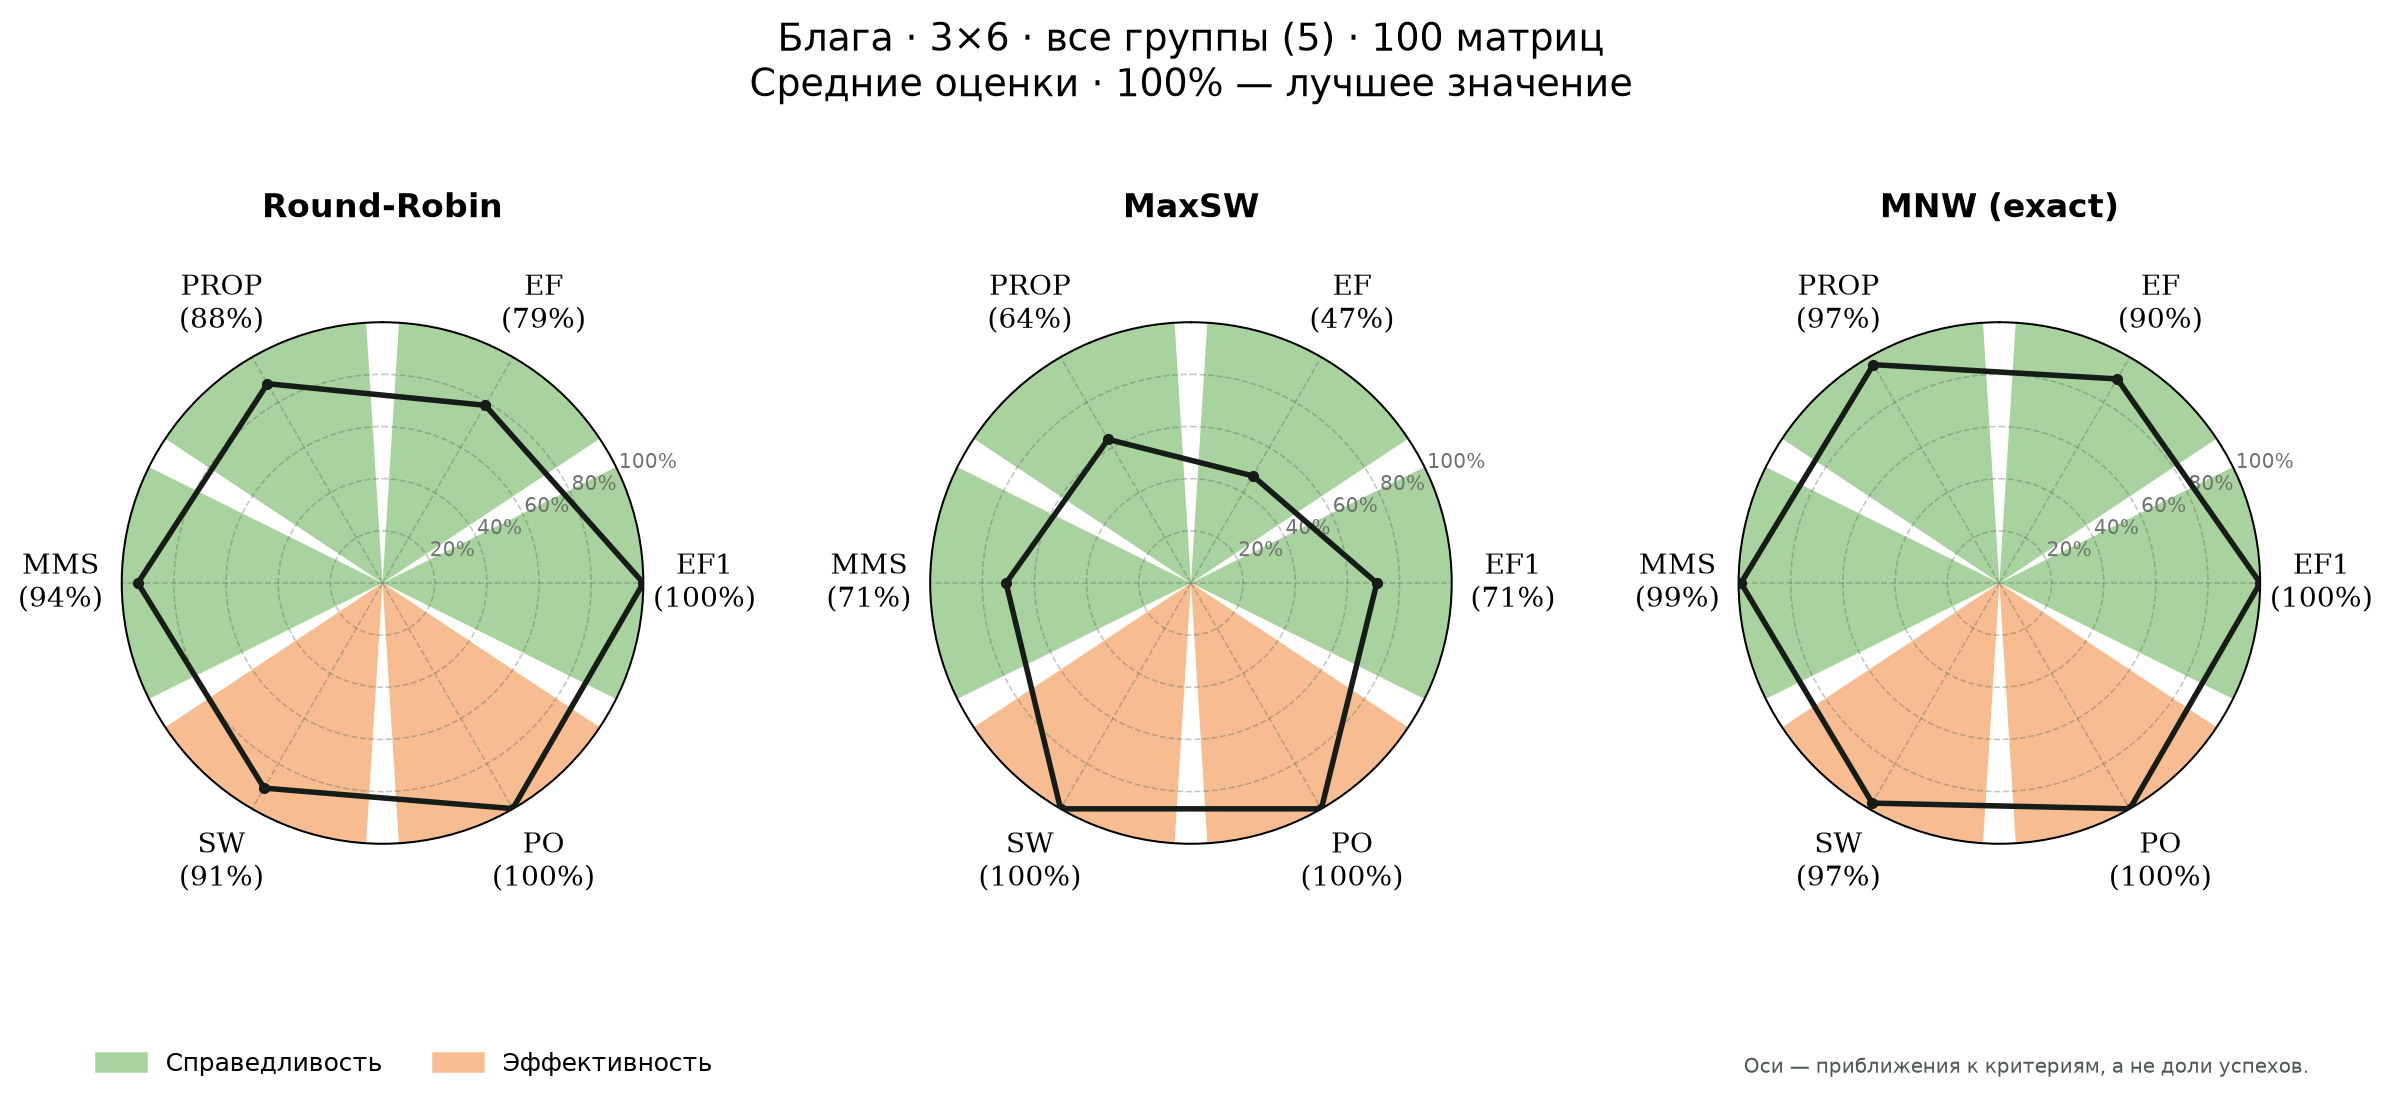 Блага · 3×6 · все группы (5) · 100 матриц
Средние оценки · 100% — лучшее значение
Round-Robin
PROP
(88%)
EF
(79%)
100%
80%
60%
40%
20%
MMS
(94%)
EF1
(100%)
SW
(91%)
PO
(100%)
MaxSW
PROP
(64%)
EF
(47%)
100%
80%
60%
40%
20%
MMS
(71%)
EF1
(71%)
SW
(100%)
PO
(100%)
MNW (exact)
PROP
(97%)
EF
(90%)
100%
80%
60%
40%
20%
MMS
(99%)
EF1
(100%)
SW
(97%)
PO
(100%)
Справедливость
Эффективность
Оси — приближения к критериям, а не доли успехов.